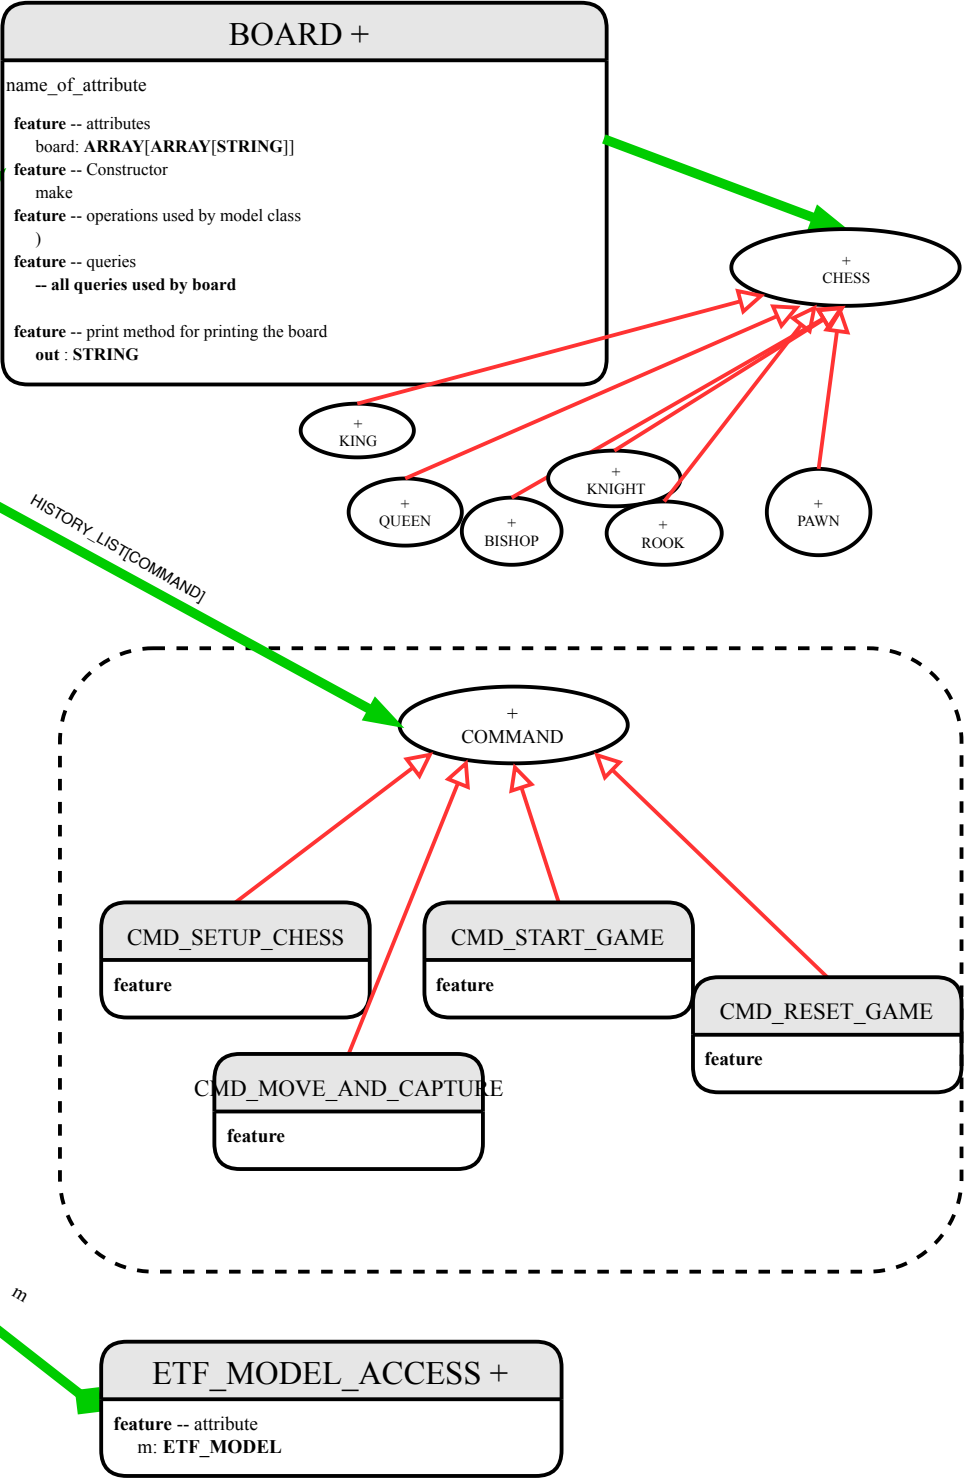 BOARD +
name_of_attribute
feature -- attributes
board: ARRAY[ARRAY[STRING]]
feature -- Constructor
make
feature -- operations used by model class
)
feature -- queries
-- all queries used by board
feature -- print method for printing the board
out : STRING
+
CHESS
+
KING
+
QUEEN
+
BISHOP
+
KNIGHT
+
ROOK
+
PAWN
HISTORY_LIST[COMMAND]
+
COMMAND
CMD_SETUP_CHESS
feature
CMD_START_GAME
feature
CMD_RESET_GAME
feature
CMD_MOVE_AND_CAPTURE
feature
m
ETF_MODEL_ACCESS +
feature -- attribute
m: ETF_MODEL